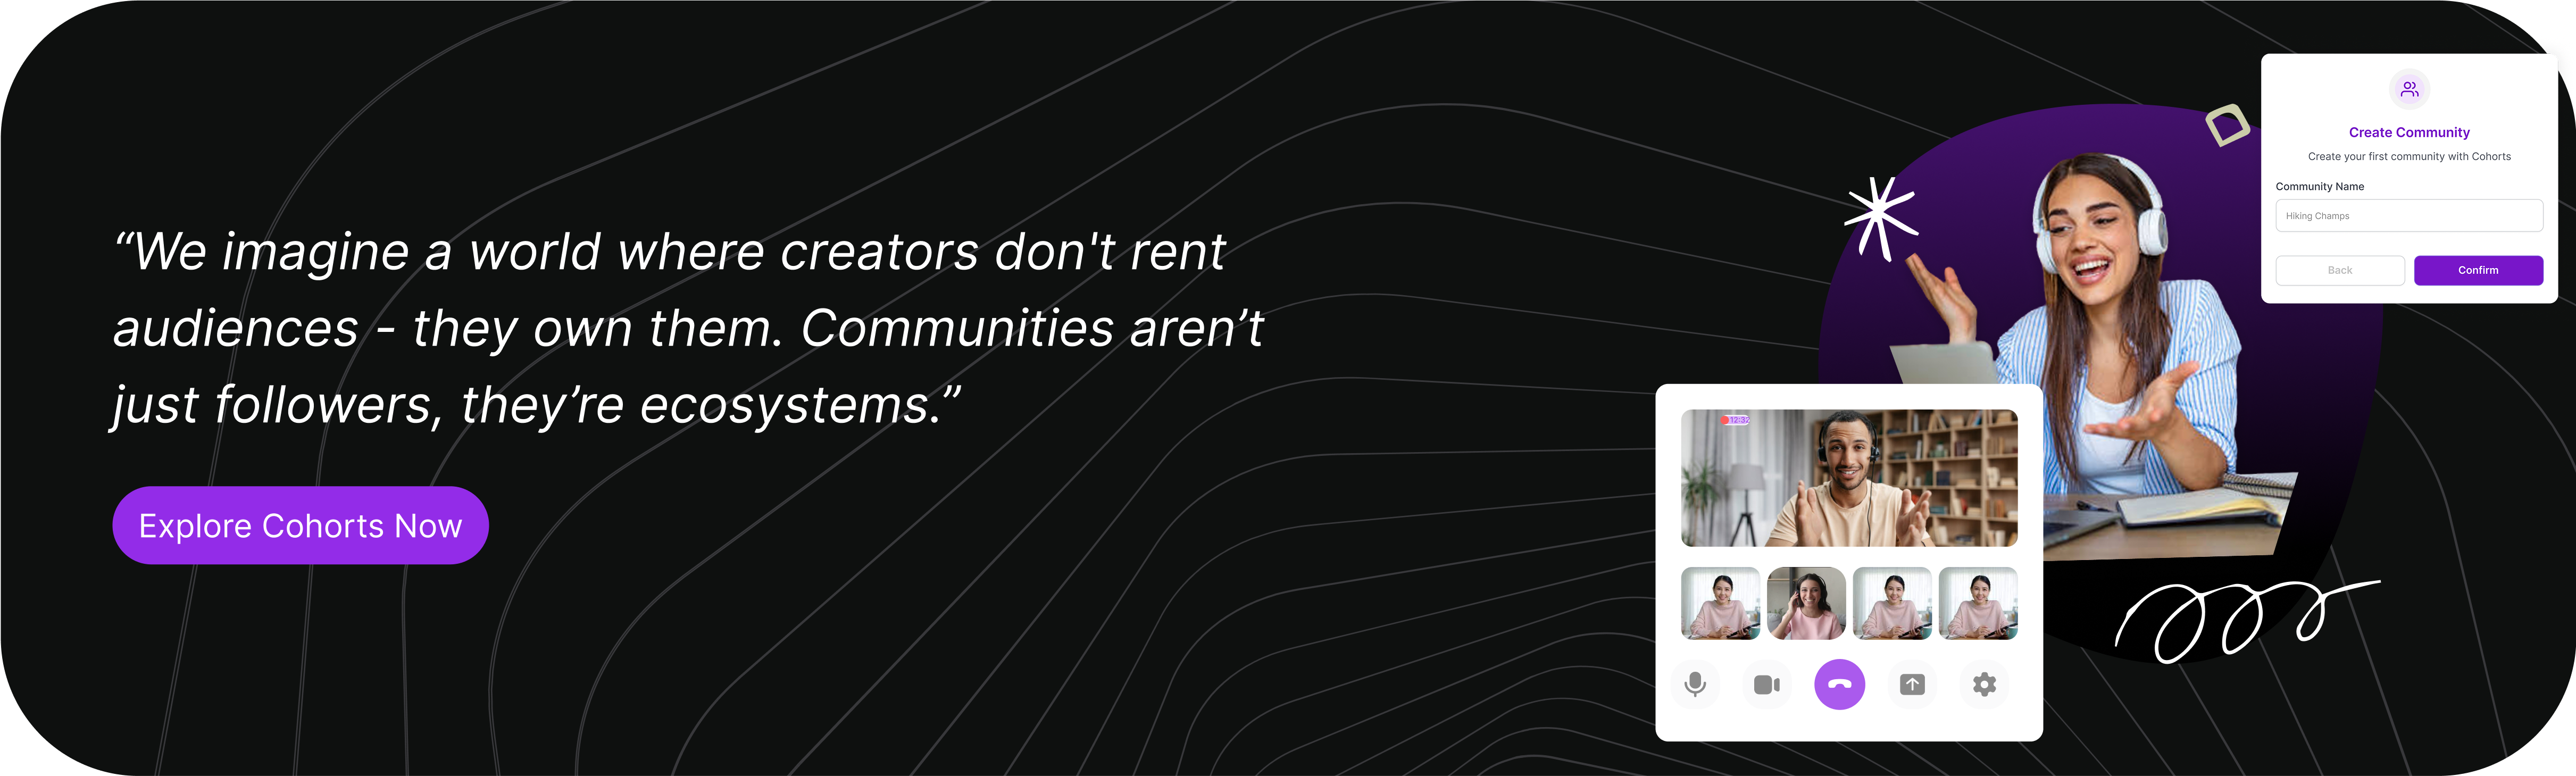 “We imagine a world where creators don't rent
audiences - they own them. Communities aren’t
just followers, they’re ecosystems.”
Explore Cohorts Now
Create Community
Create your first community with Cohorts
Community Name
Hiking Champs
Back
Confirm
12:32